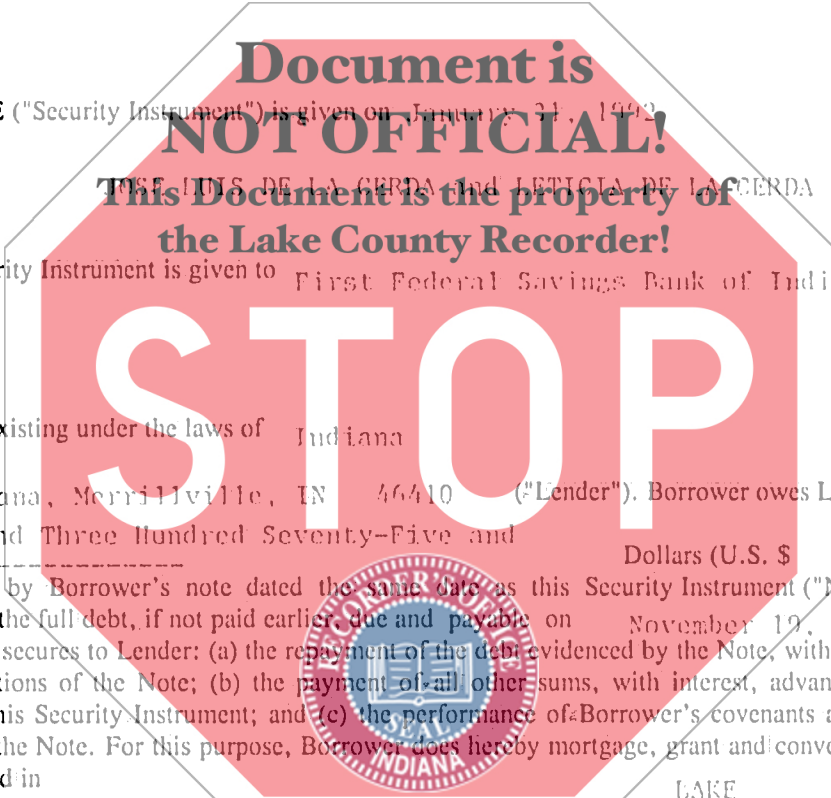 Document is
("Security Instrument") is given on January 31, 1992
NOT OFFICIAL!
JOSE LUIS DE LA CERDA and LETICIA DE LA CERDA
This Document is the property of
the Lake County Recorder!
rity Instrument is given to First Federal Savings Bank of Indi
STOP
xisting under the laws of Indiana
ana, Merrillville, IN 46410 ("Lender"). Borrower owes L
nd Three Hundred Seventy-Five and
Dollars (U.S. $
by Borrower's note dated the same date as this Security Instrument ("N
the full debt, if not paid earlier, due and payable on November 19,
secures to Lender: (a) the repayment of the debt evidenced by the Note, with
tions of the Note; (b) the payment of all other sums, with interest, advan
his Security Instrument; and (c) the performance of Borrower's covenants a
the Note. For this purpose, Borrower does hereby mortgage, grant and conve
d in LAKE
RECORDER OFFICE
SEAL
INDIANA